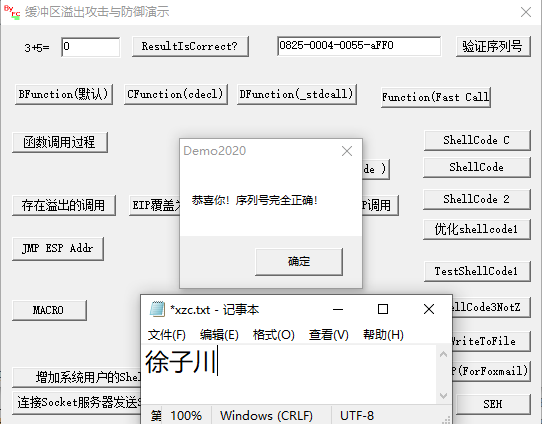 By
FC
缓冲区溢出攻击与防御演示
3+5=
0
ResultIsCorrect?
0825-0004-0055-aFF0
验证序列号
BFunction(默认)
CFunction(cdecl)
DFunction(_stdcall)
Function(Fast Call
函数调用过程
ShellCode C
Demo2020
de )
ShellCode
恭喜你！序列号完全正确！
存在溢出的调用
EIP覆盖
P调用
ShellCode 2
优化shellcode1
JMP ESP Addr
确定
TestShellCode1
*xzc.txt - 记事本
MACRO
ellCode3NotZ
文件(F)
编辑(E)
格式(O)
查看(V)
帮助(H)
riteToFile
徐子川
增加系统用户的Shel
P(ForFoxmail)
连接Socket服务器发送S
SEH
第
100%
Windows (CRLF)
UTF-8